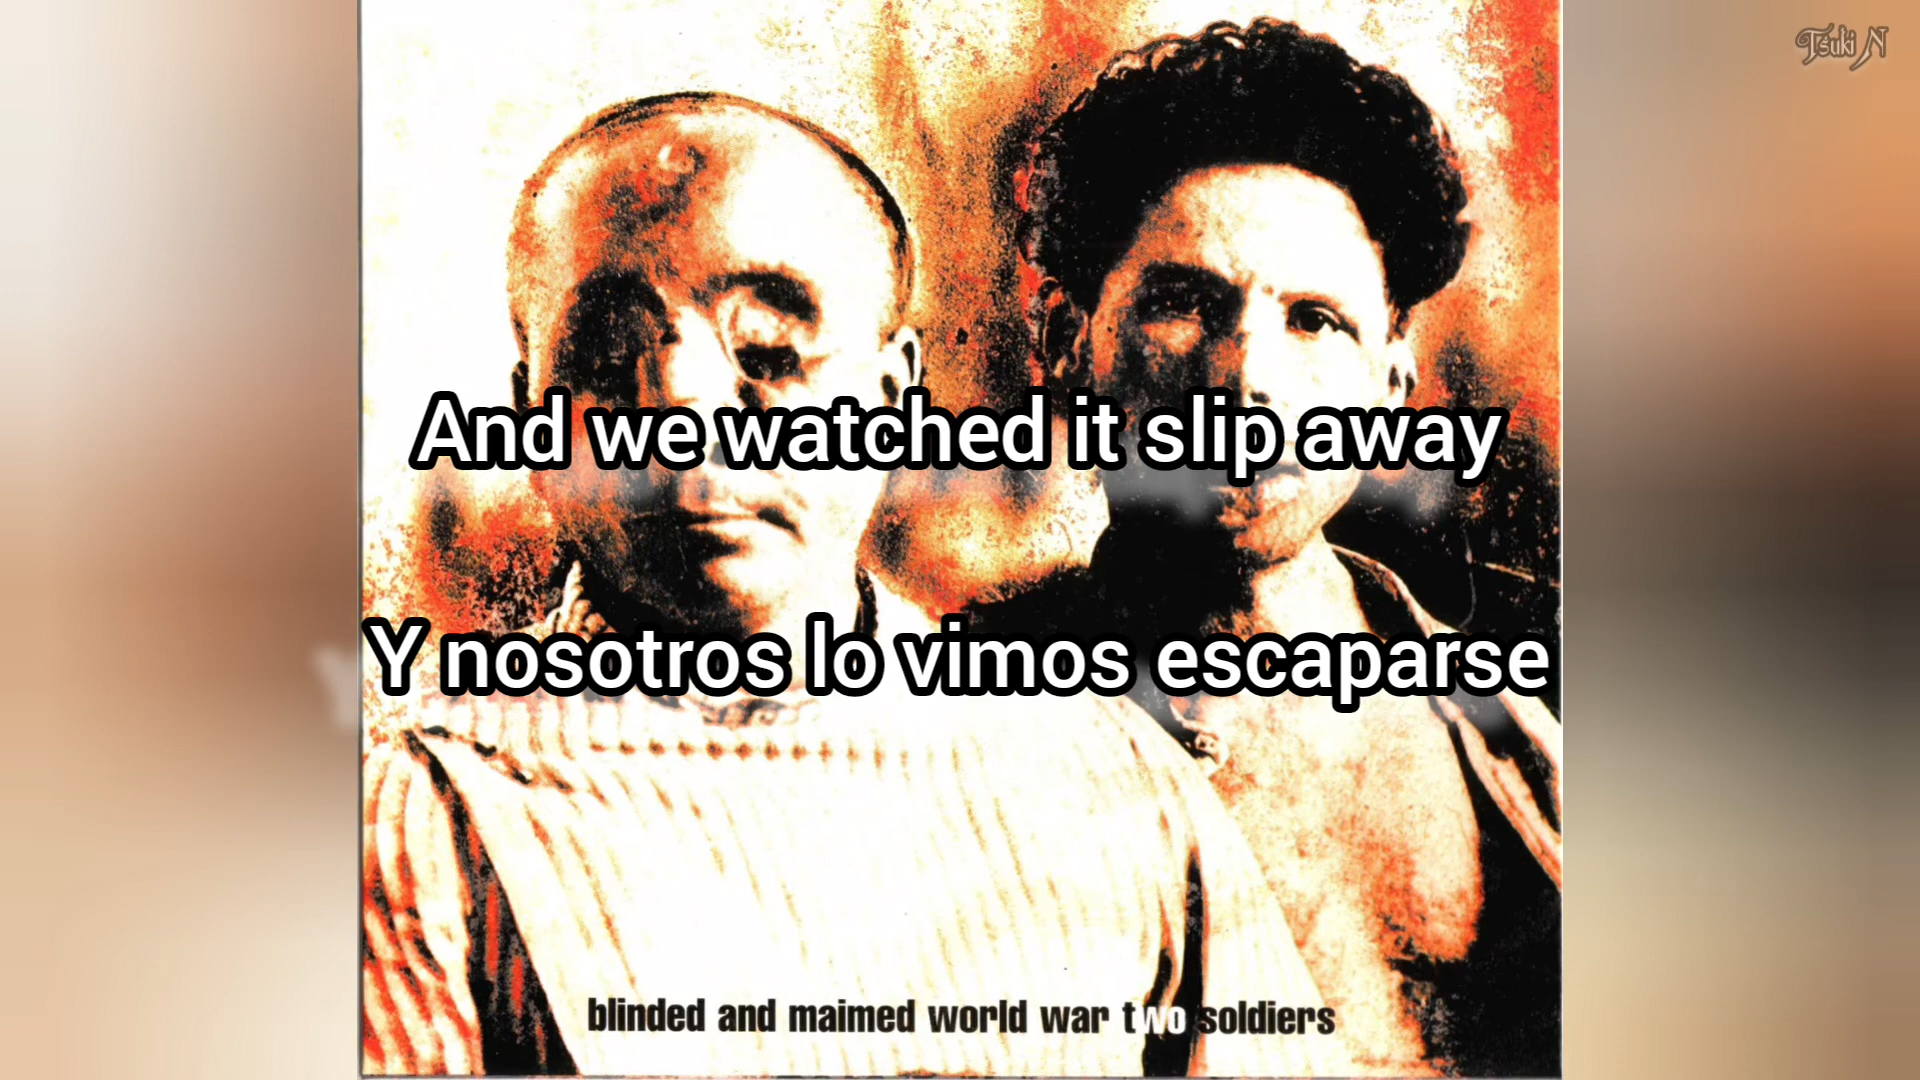 Tsuki N
And we watched it slip away
Y nosotros lo vimos escaparse
blinded and maimed world war two soldiers